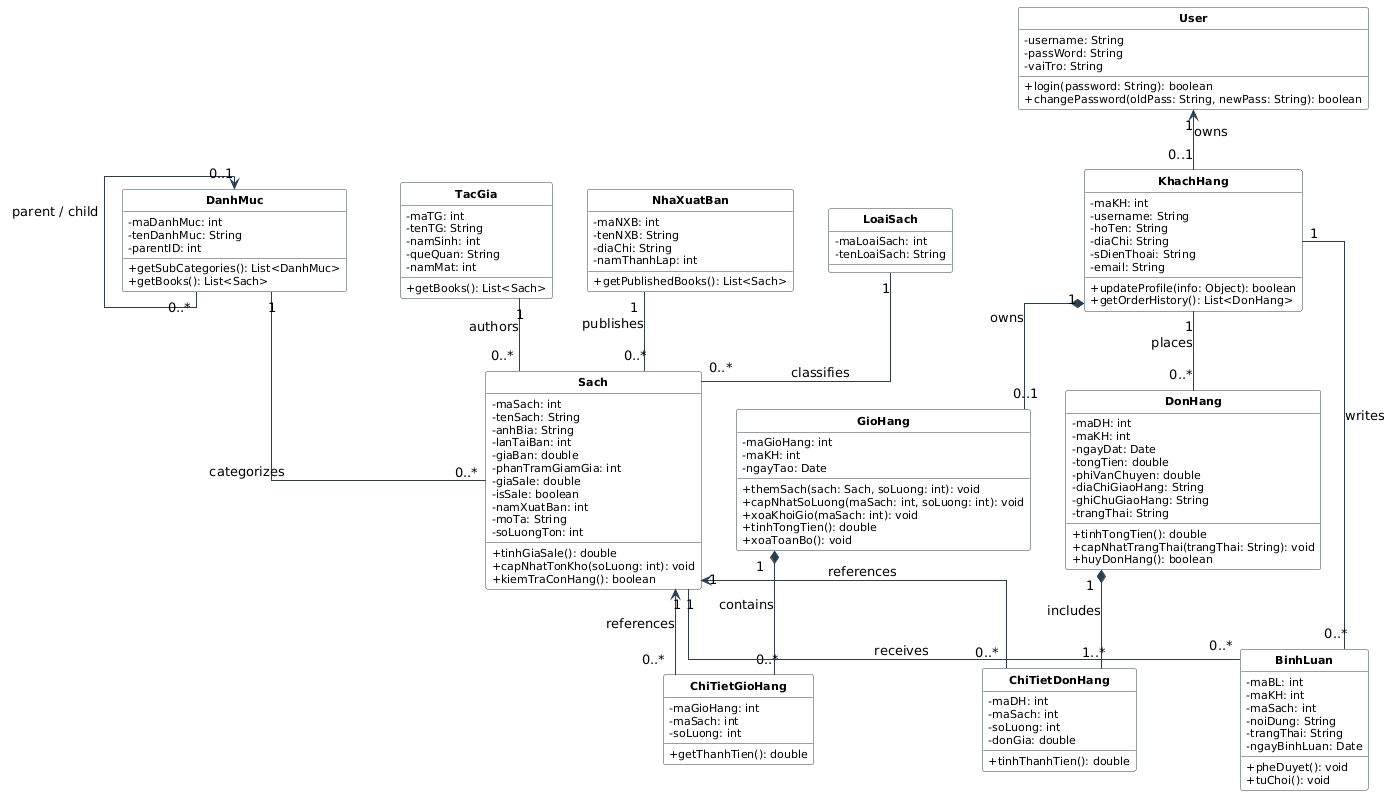 User
-username: String
-passWord: String
-vaiTro: String
+login(password: String): boolean
+changePassword(oldPass: String, newPass: String): boolean
1
owns
0..1
parent / child
0..1
DanhMuc
-maDanhMuc: int
-tenDanhMuc: String
-parentID: int
+getSubCategories(): List<DanhMuc>
+getBooks(): List<Sach>
0..*
1
TacGia
-maTG: int
-tenTG: String
-namSinh: int
-queQuan: String
-namMat: int
+getBooks(): List<Sach>
1
authors
0..*
NhaXuatBan
-maNXB: int
-tenNXB: String
-diaChi: String
-namThanhLap: int
+getPublishedBooks(): List<Sach>
1
publishes
0..*
LoaiSach
-maLoaiSach: int
-tenLoaiSach: String
1
0..*
classifies
KhachHang
-maKH: int
-username: String
-hoTen: String
-diaChi: String
-sDienThoai: String
-email: String
+updateProfile(info: Object): boolean
+getOrderHistory(): List<DonHang>
1
1
owns
0..1
1
places
0..*
writes
0..*
categorizes
0..*
Sach
-maSach: int
-tenSach: String
-anhBia: String
-lanTaiBan: int
-giaBan: double
-phanTramGiamGia: int
-giaSale: double
-isSale: boolean
-namXuatBan: int
-moTa: String
-soLuongTon: int
+tinhGiaSale(): double
+capNhatTonKho(soLuong: int): void
+kiemTraConHang(): boolean
GioHang
-maGioHang: int
-maKH: int
-ngayTao: Date
+themSach(sach: Sach, soLuong: int): void
+capNhatSoLuong(maSach: int, soLuong: int): void
+xoaKhoiGio(maSach: int): void
+tinhTongTien(): double
+xoaToanBo(): void
DonHang
-maDH: int
-maKH: int
-ngayDat: Date
-tongTien: double
-phiVanChuyen: double
-diaChiGiaoHang: String
-ghiChuGiaoHang: String
-trangThai: String
+tinhTongTien(): double
+capNhatTrangThai(trangThai: String): void
+huyDonHang(): boolean
1
references
1
contains
0..*
1
references
0..*
1
receives
0..*
1
includes
1..*
0..*
ChiTietGioHang
-maGioHang: int
-maSach: int
-soLuong: int
+getThanhTien(): double
ChiTietDonHang
-maDH: int
-maSach: int
-soLuong: int
-donGia: double
+tinhThanhTien(): double
BinhLuan
-maBL: int
-maKH: int
-maSach: int
-noiDung: String
-trangThai: String
-ngayBinhLuan: Date
+pheDuyet(): void
+tuChoi(): void